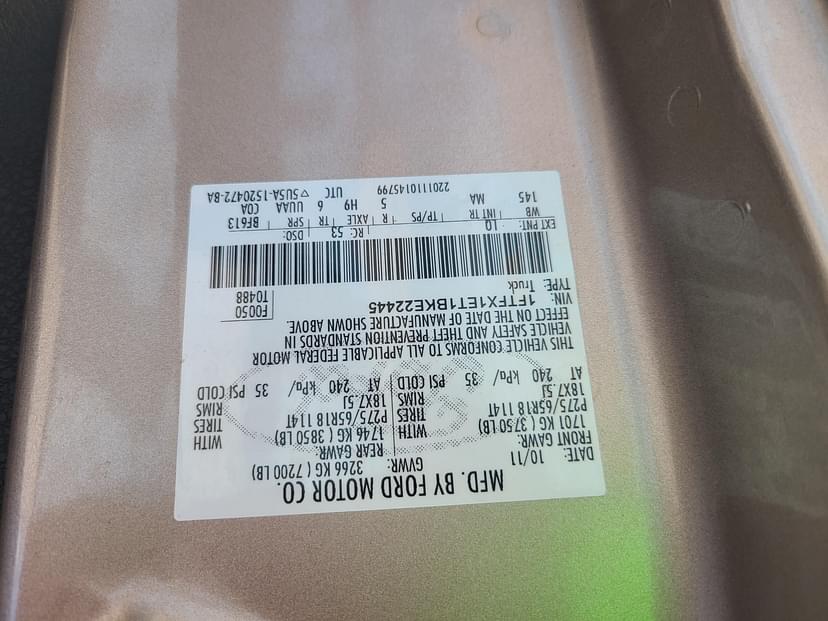 MFD. BY FORD MOTOR CO.
DATE: 10/11 GVWR: 3266 KG ( 7200 LB)
FRONT GAWR: REAR GAWR:
1701 KG ( 3750 LB) 1746 KG ( 3850 LB)
WITH TIRES RIMS
P275/65R18 114T P275/65R18 114T
18X7.5J 18X7.5J
AT 240 kPa/ 35 PSI COLD AT 240 kPa/ 35 PSI COLD
WITH TIRES RIMS
THIS VEHICLE CONFORMS TO ALL APPLICABLE FEDERAL MOTOR
VEHICLE SAFETY AND THEFT PREVENTION STANDARDS IN
EFFECT ON THE DATE OF MANUFACTURE SHOWN ABOVE.
VIN: 1FTFX1ET1BKE22445 F0050
TYPE: Truck T0488
EXT PNT: LQ RC: 53 DSO:
WB INT TR TP/PS R AXLE TR SPR BF613
145 MA 5 H9 6 UUAA COA
UTC ▽5U5A-1520472-BA
2201110145799